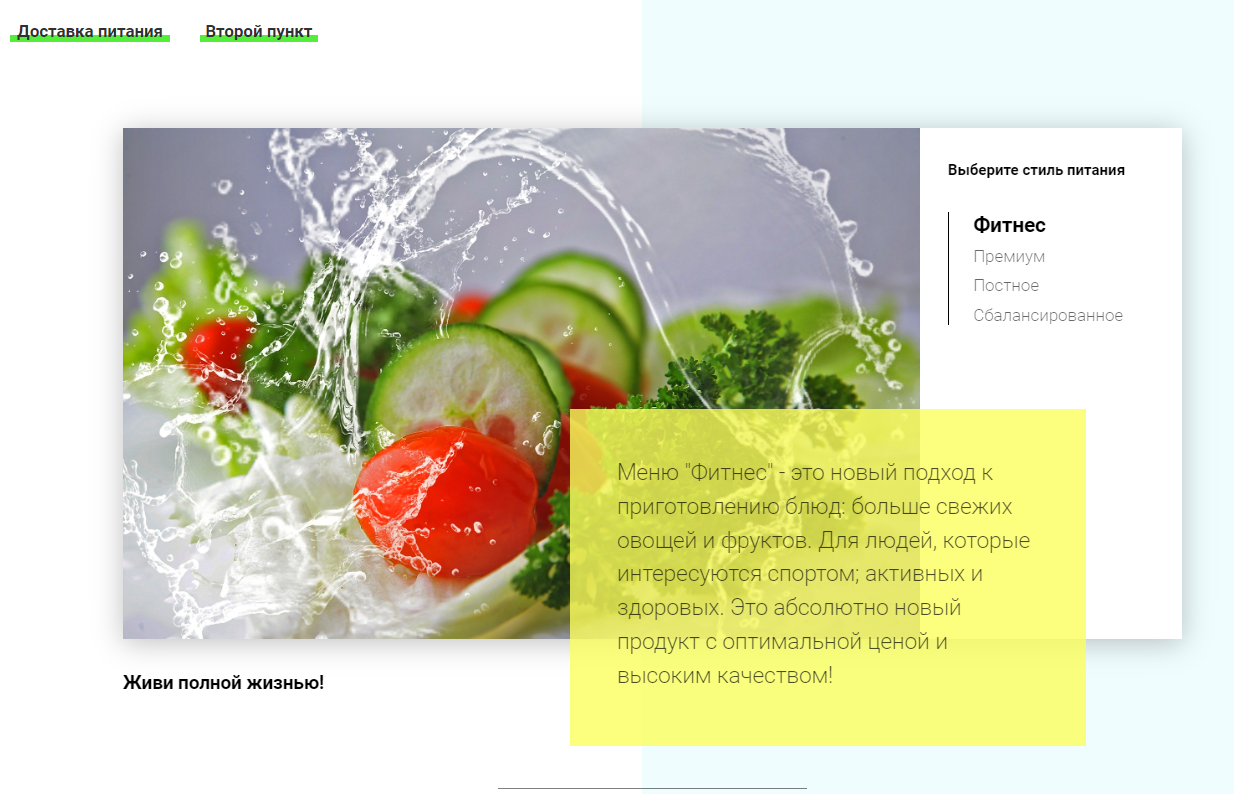 Доставка питания
Второй пункт
Выберите стиль питания
Фитнес
Премиум
Постное
Сбалансированное
Меню "Фитнес" - это новый подход к
приготовлению блюд: больше свежих
овощей и фруктов. Для людей, которые
интересуются спортом; активных и
здоровых. Это абсолютно новый
продукт с оптимальной ценой и
высоким качеством!
Живи полной жизнью!